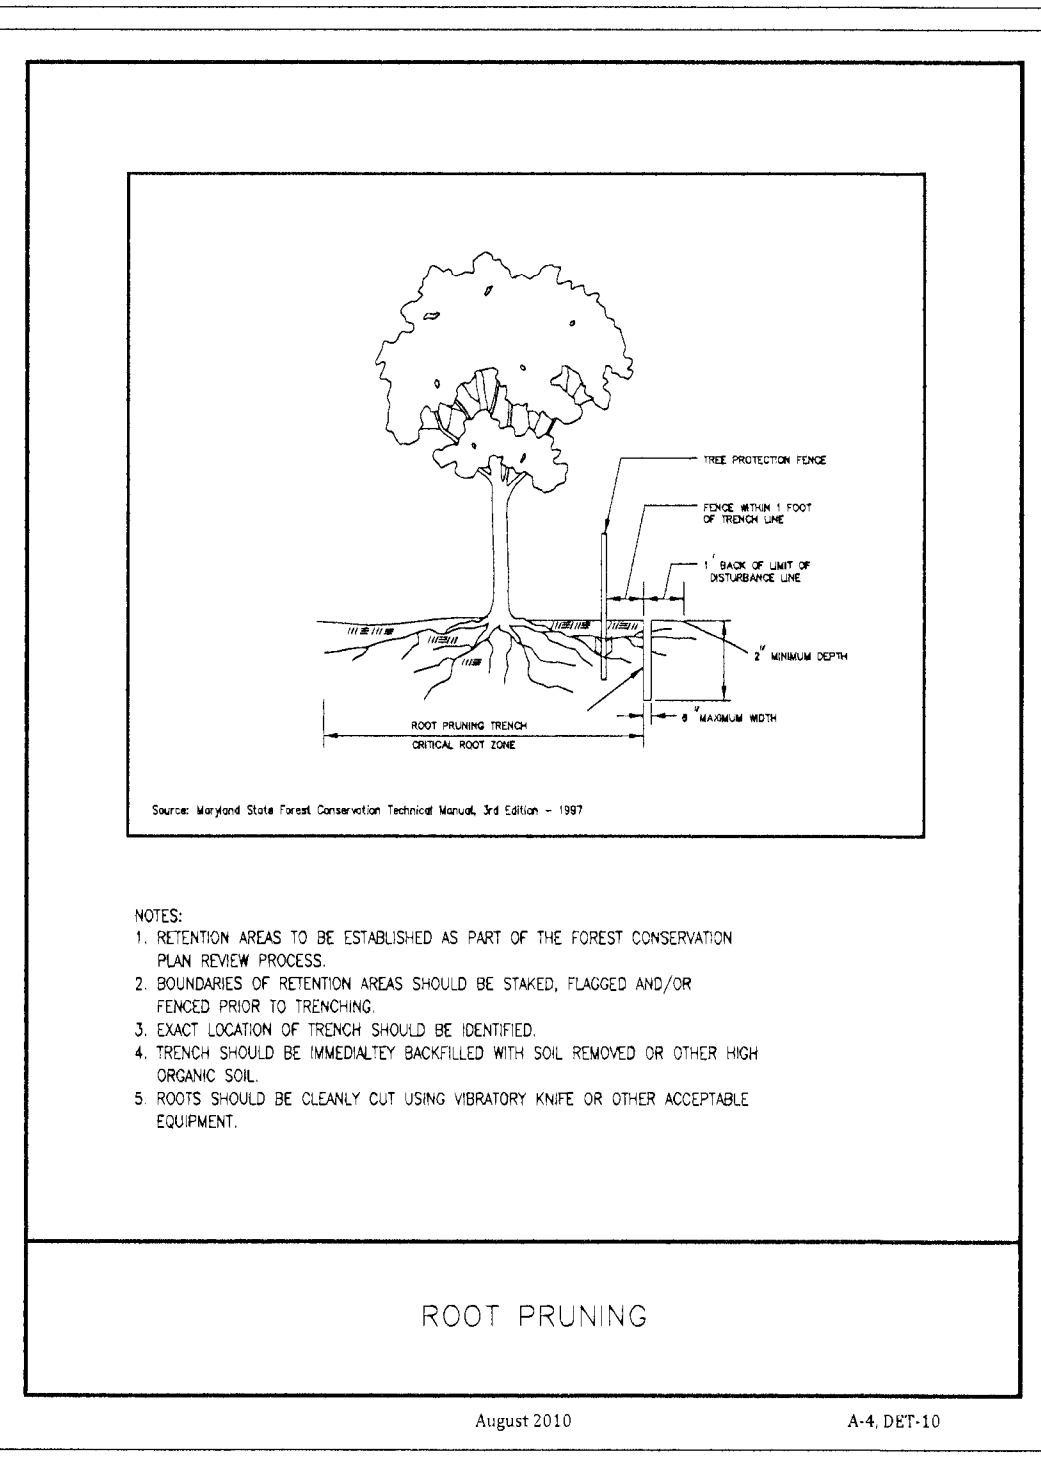 TREE PROTECTION FENCE
FENCE WITHIN 1 FOOT
OF TRENCH LINE
1' BACK OF LIMIT OF
DISTURBANCE LINE
2" MINIMUM DEPTH
6" MAXIMUM WIDTH
ROOT PRUNING TRENCH
CRITICAL ROOT ZONE
Source: Maryland State Forest Conservation Technical Manual, 3rd Edition - 1997
NOTES:
1. RETENTION AREAS TO BE ESTABLISHED AS PART OF THE FOREST CONSERVATION
PLAN REVIEW PROCESS.
2. BOUNDARIES OF RETENTION AREAS SHOULD BE STAKED, FLAGGED AND/OR
FENCED PRIOR TO TRENCHING.
3. EXACT LOCATION OF TRENCH SHOULD BE IDENTIFIED.
4. TRENCH SHOULD BE IMMEDIALTEY BACKFILLED WITH SOIL REMOVED OR OTHER HIGH
ORGANIC SOIL.
5. ROOTS SHOULD BE CLEANLY CUT USING VIBRATORY KNIFE OR OTHER ACCEPTABLE
EQUIPMENT.
ROOT PRUNING
August 2010
A-4, DET-10